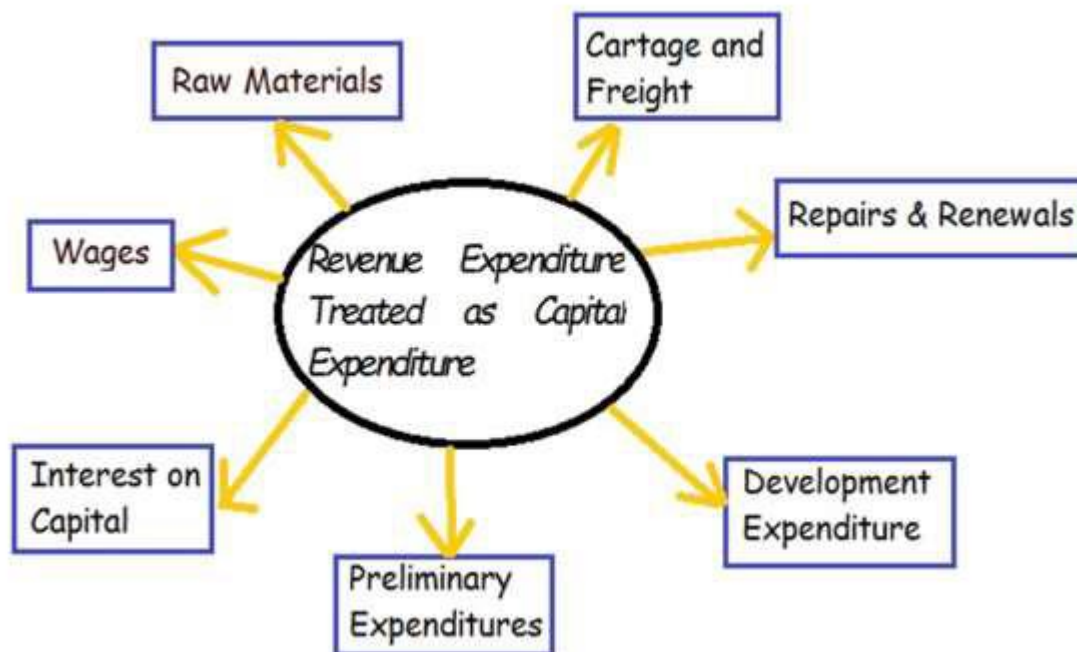 Raw Materials
Cartage and
Freight
Wages
Revenue Expenditure
Treated as Capital
Expenditure
Repairs & Renewals
Interest on
Capital
Preliminary
Expenditures
Development
Expenditure